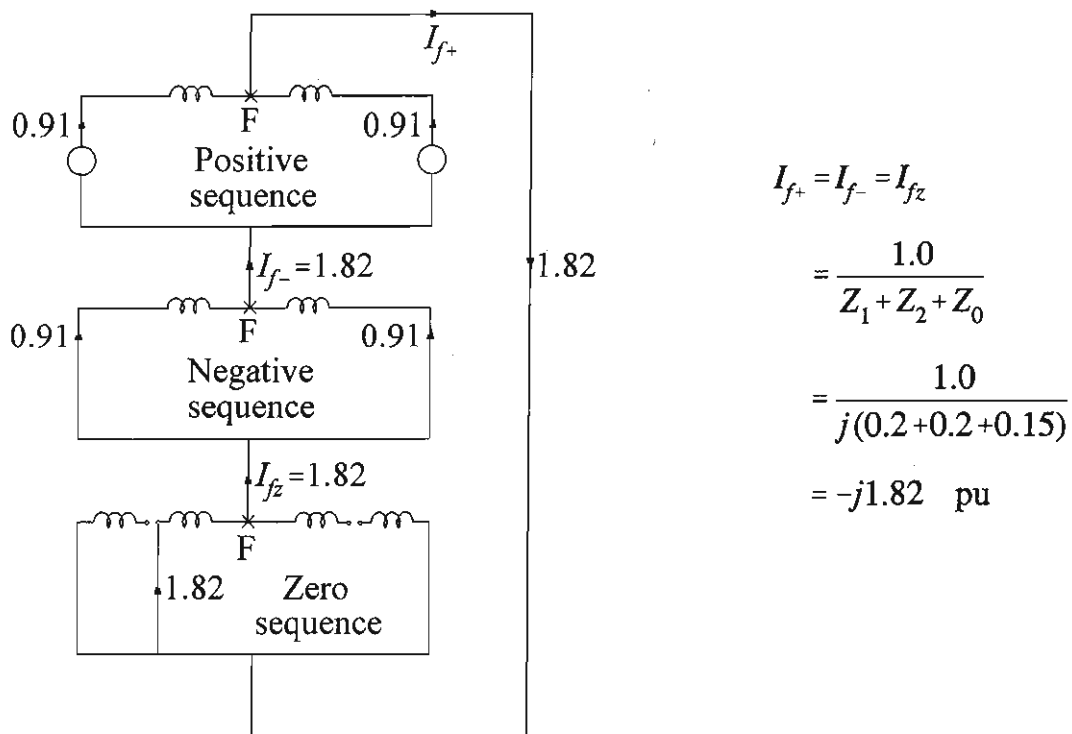 I_{f+}
0.91
F
0.91
Positive
sequence
I_{f-} = 1.82
1.82
0.91
F
0.91
Negative
sequence
I_{fz} = 1.82
F
1.82
Zero
sequence
I_{f+} = I_{f-} = I_{fz}
= \frac{1.0}{Z_1 + Z_2 + Z_0}
= \frac{1.0}{j(0.2+0.2+0.15)}
= -j1.82 pu